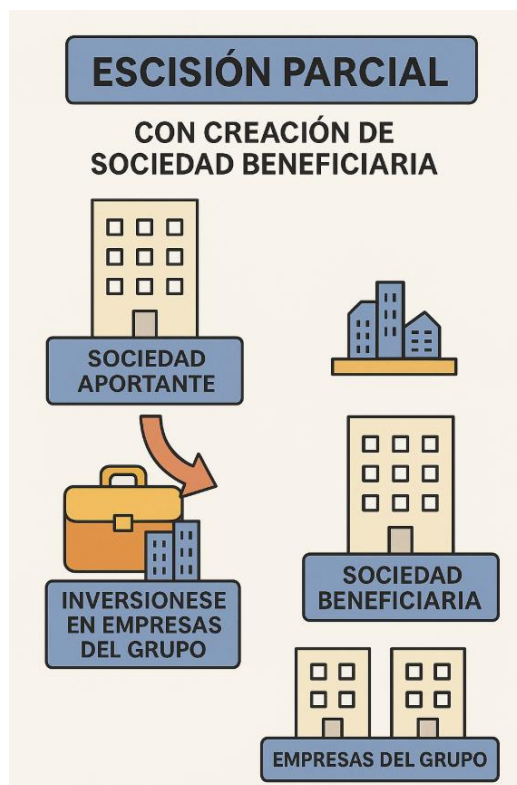 ESCISIÓN PARCIAL
CON CREACIÓN DE
SOCIEDAD BENEFICIARIA
SOCIEDAD
APORTANTE
INVERSIONESE
EN EMPRESAS
DEL GRUPO
SOCIEDAD
BENEFICIARIA
EMPRESAS DEL GRUPO